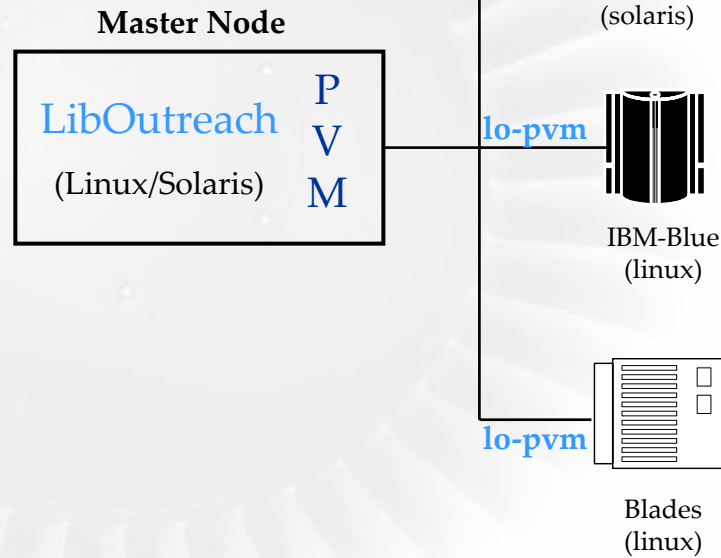 (solaris)
Master Node
LibOutreach
(Linux/Solaris)
P
V
M
lo-pvm
IBM-Blue
(linux)
lo-pvm
Blades
(linux)